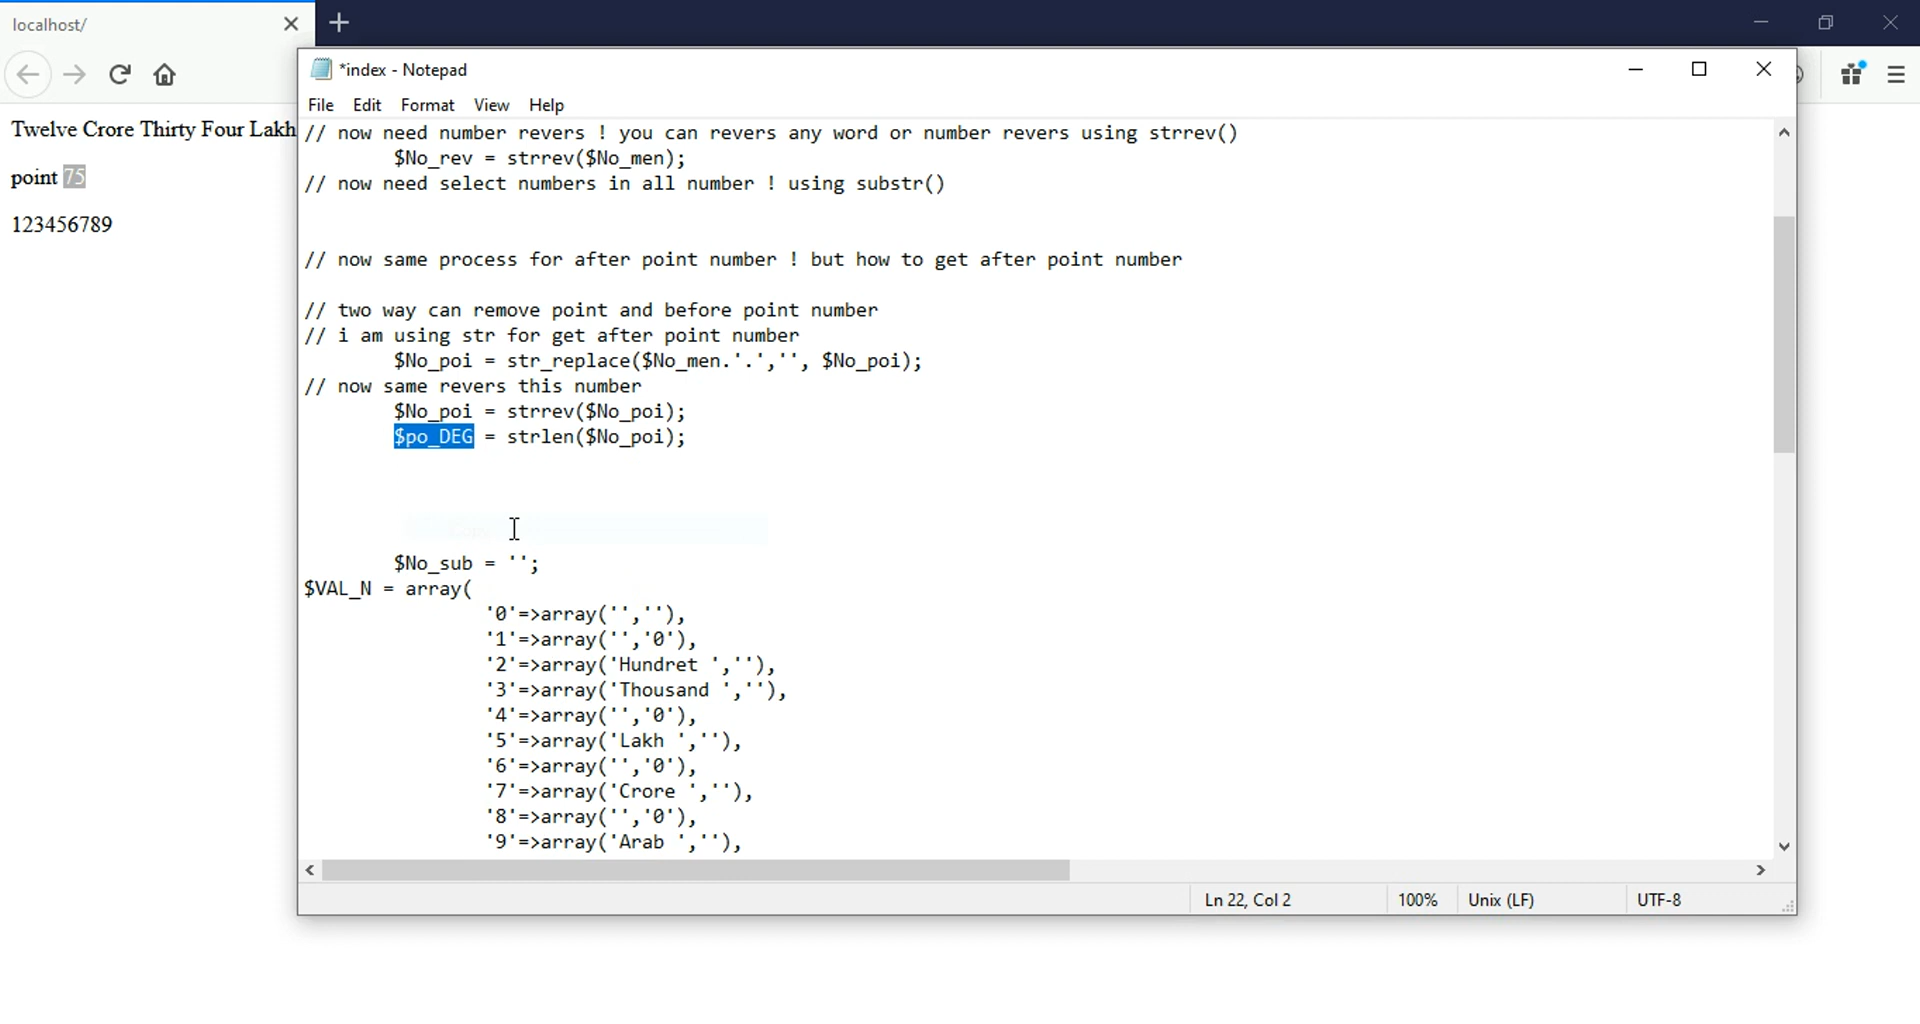 localhost/
*index - Notepad
File Edit Format View Help
Twelve Crore Thirty Four Lakh
point 75
123456789
// now need number revers ! you can revers any word or number revers using strrev()
$No_rev = strrev($No_men);
// now need select numbers in all number ! using substr()
// now same process for after point number ! but how to get after point number
// two way can remove point and before point number
// i am using str for get after point number
$No_poi = str_replace($No_men.'.','', $No_poi);
// now same revers this number
$No_poi = strrev($No_poi);
$po_DEG = strlen($No_poi);
$No_sub = '';
$VAL_N = array(
'0'=>array('',''),
'1'=>array('','0'),
'2'=>array('Hundret ',''),
'3'=>array('Thousand ',''),
'4'=>array('','0'),
'5'=>array('Lakh ',''),
'6'=>array('','0'),
'7'=>array('Crore ',''),
'8'=>array('','0'),
'9'=>array('Arab ',''),
Ln 22, Col 2 100% Unix (LF) UTF-8